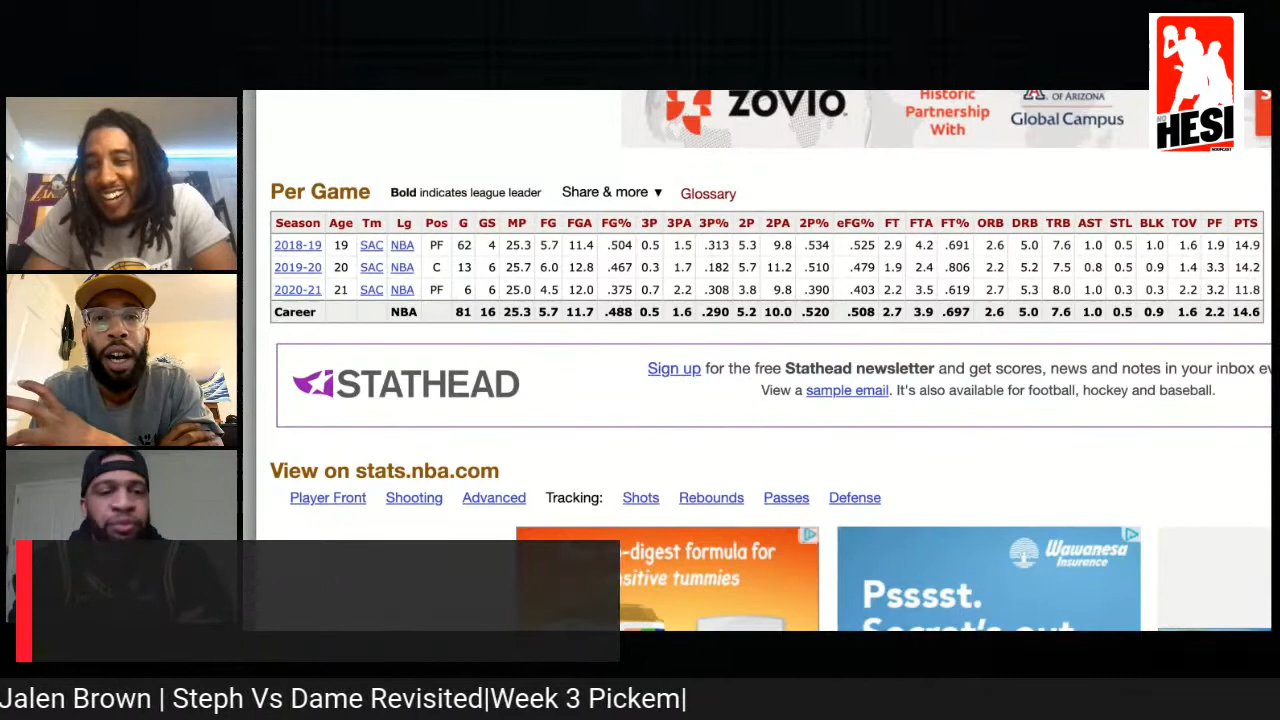 zovio
Historic
Partnership
With
OF ARIZONA
Global Campus
HESI
Per Game Bold indicates league leader Share & more ▼ Glossary
Season Age Tm Lg Pos G GS MP FG FGA FG% 3P 3PA 3P% 2P 2PA 2P% eFG% FT FTA FT% ORB DRB TRB AST STL BLK TOV PF PTS
2018-19 19 SAC NBA PF 62 4 25.3 5.7 11.4 .504 0.5 1.5 .313 5.3 9.8 .534 .525 2.9 4.2 .691 2.6 5.0 7.6 1.0 0.5 1.0 1.6 1.9 14.9
2019-20 20 SAC NBA C 13 6 25.7 6.0 12.8 .467 0.3 1.7 .182 5.7 11.2 .510 .479 1.9 2.4 .806 2.2 5.2 7.5 0.8 0.5 0.9 1.4 3.3 14.2
2020-21 21 SAC NBA PF 6 6 25.0 4.5 12.0 .375 0.7 2.2 .308 3.8 9.8 .390 .403 2.2 3.5 .619 2.7 5.3 8.0 1.0 0.3 0.3 2.2 3.2 11.8
Career NBA 81 16 25.3 5.7 11.7 .488 0.5 1.6 .290 5.2 10.0 .520 .508 2.7 3.9 .697 2.6 5.0 7.6 1.0 0.5 0.9 1.6 2.2 14.6
STATHEAD
Sign up for the free Stathead newsletter and get scores, news and notes in your inbox ev
View a sample email. It's also available for football, hockey and baseball.
View on stats.nba.com
Player Front Shooting Advanced Tracking: Shots Rebounds Passes Defense
-digest formula for
sitive tummies
Wawanesa
Insurance
Psssst.
Secret's out
Jalen Brown | Steph Vs Dame Revisited|Week 3 Pickem|